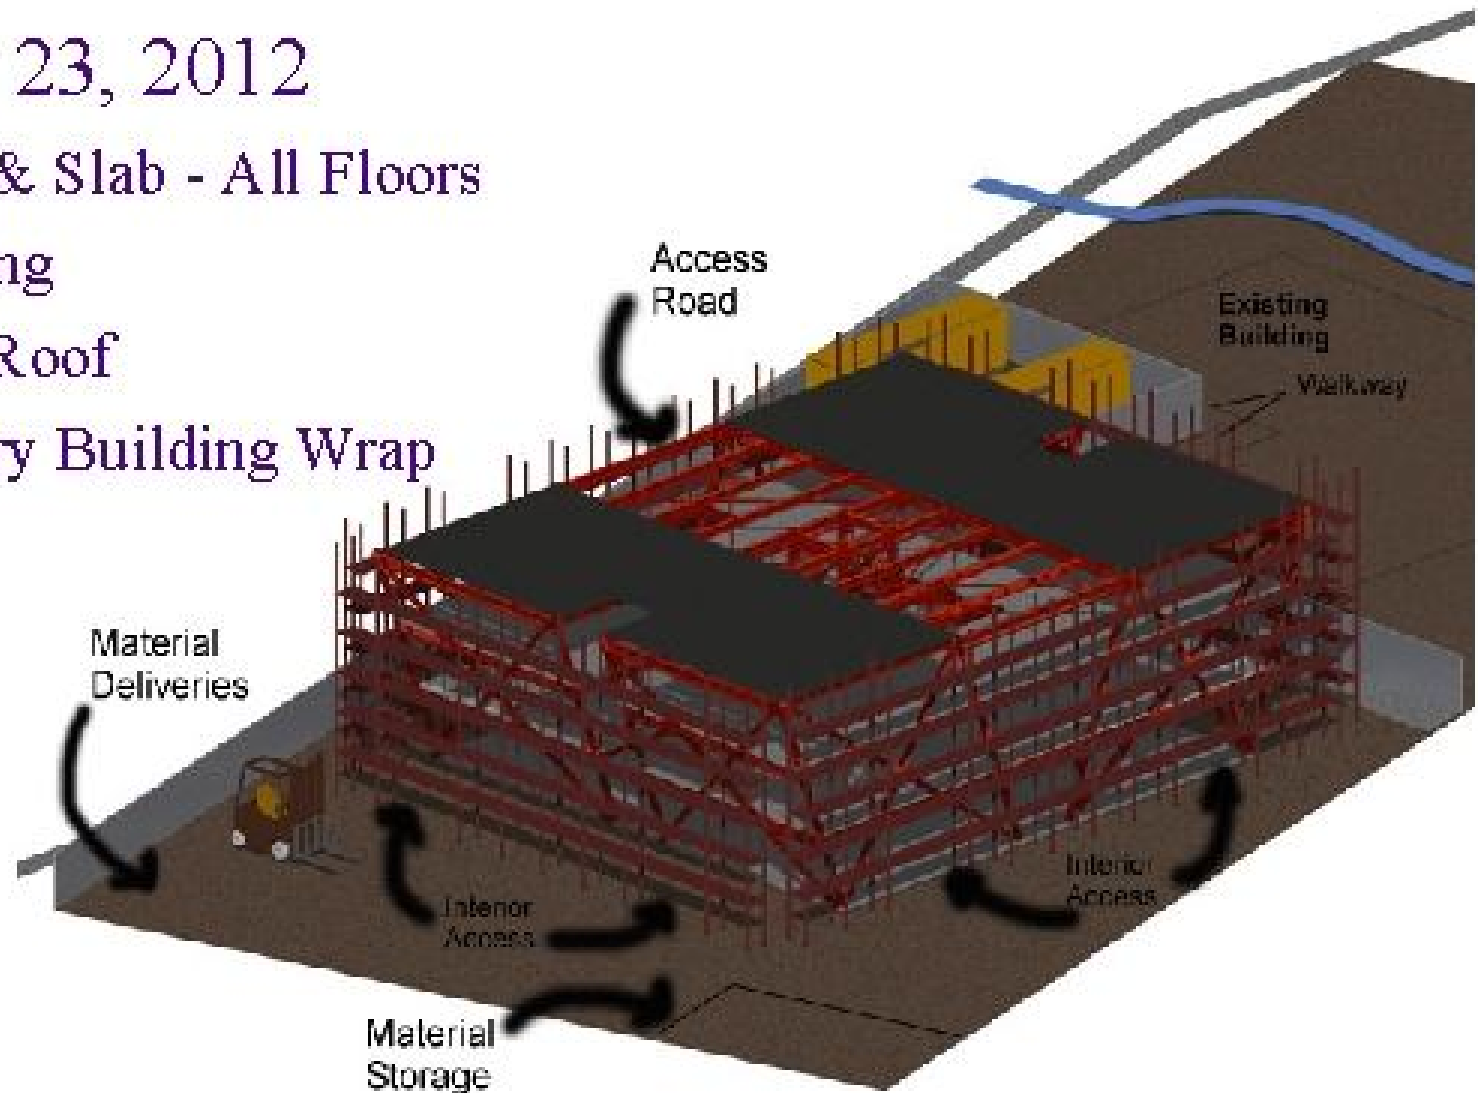 23, 2012
& Slab - All Floors
ng
Roof
ry Building Wrap
Access
Road
Existing
Building
Walkway
Material
Deliveries
Interior
Access
Interior
Access
Material
Storage